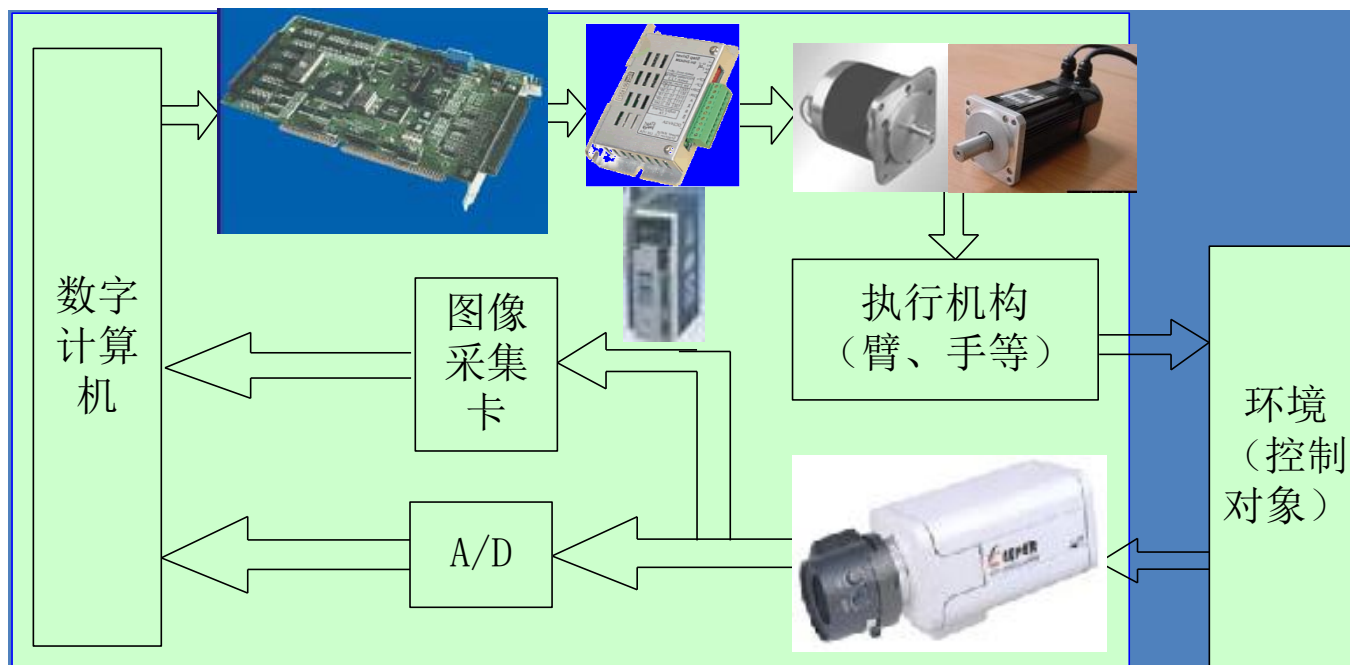 数字
计算
机
图像
采集
卡
A/D
执行机构
（臂、手等）
环境
（控制
对象）